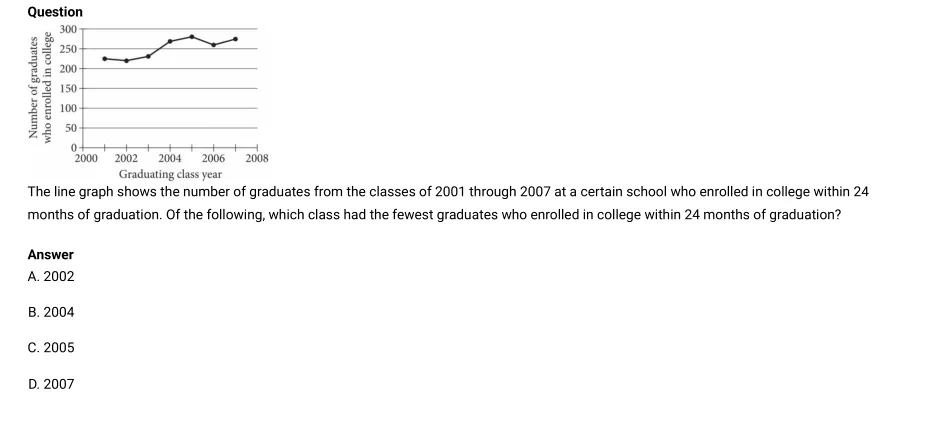 Question
300
250
200
150
100
50
0
Number of graduates
who enrolled in college
2000 2002 2004 2006 2008
Graduating class year
The line graph shows the number of graduates from the classes of 2001 through 2007 at a certain school who enrolled in college within 24
months of graduation. Of the following, which class had the fewest graduates who enrolled in college within 24 months of graduation?
Answer
A. 2002
B. 2004
C. 2005
D. 2007